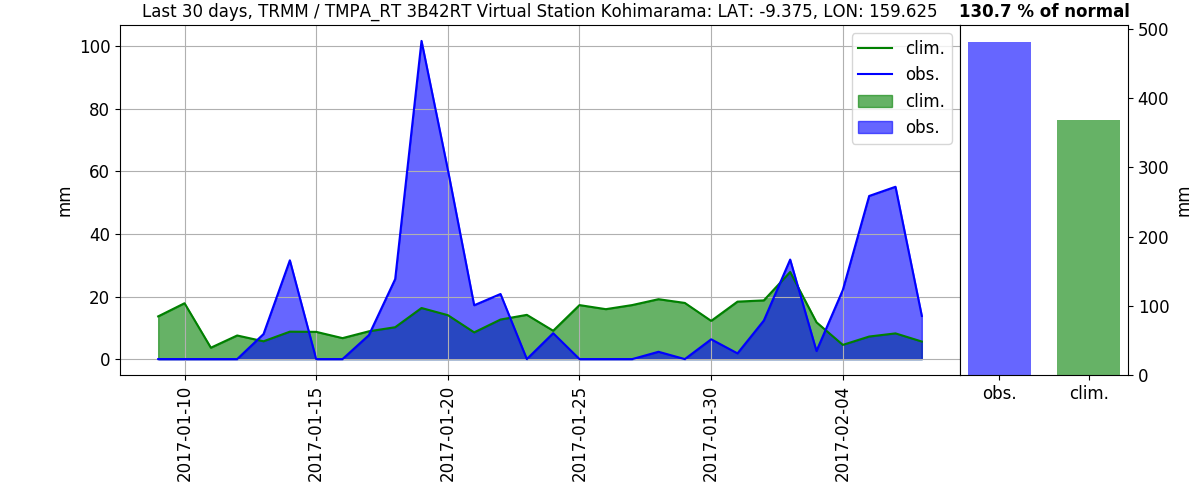 Last 30 days, TRMM / TMPA_RT 3B42RT Virtual Station Kohimarama: LAT: -9.375, LON: 159.625
130.7 % of normal
mm
100
80
60
40
20
0
2017-01-10
2017-01-15
2017-01-20
2017-01-25
2017-01-30
2017-02-04
clim.
obs.
clim.
obs.
500
400
300
200
100
0
mm
obs.
clim.